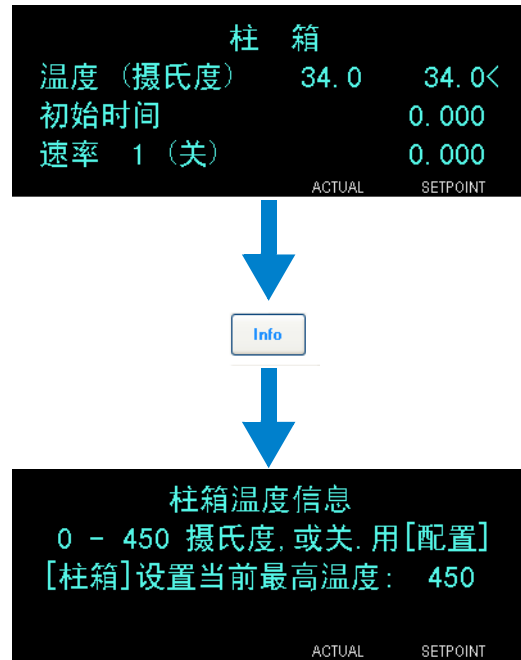 柱 箱
温度 (摄氏度) 34.0 34.0<
初始时间 0.000
速率 1 (关) 0.000
ACTUAL SETPOINT
Info
柱箱温度信息
0 - 450 摄氏度,或关.用[配置]
[柱箱]设置当前最高温度: 450
ACTUAL SETPOINT